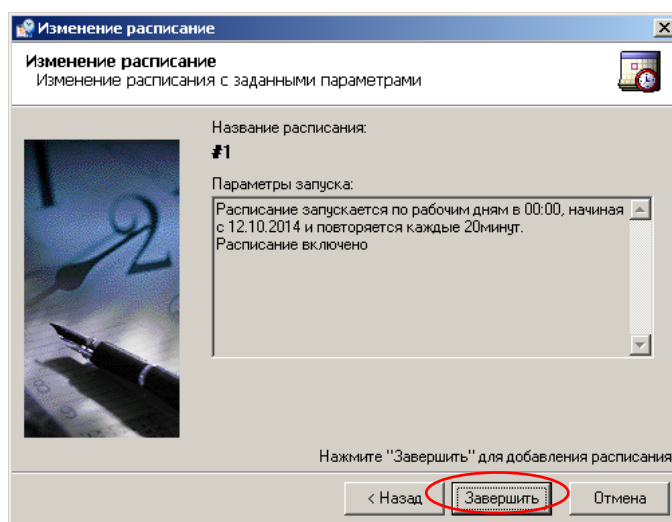 Изменение расписание
Изменение расписание
Изменение расписания с заданными параметрами
Название расписания:
#1
Параметры запуска:
Расписание запускается по рабочим дням в 00:00, начиная
с 12.10.2014 и повторяется каждые 20минут.
Расписание включено
2
Нажмите "Завершить" для добавления расписания
< Назад Завершить Отмена